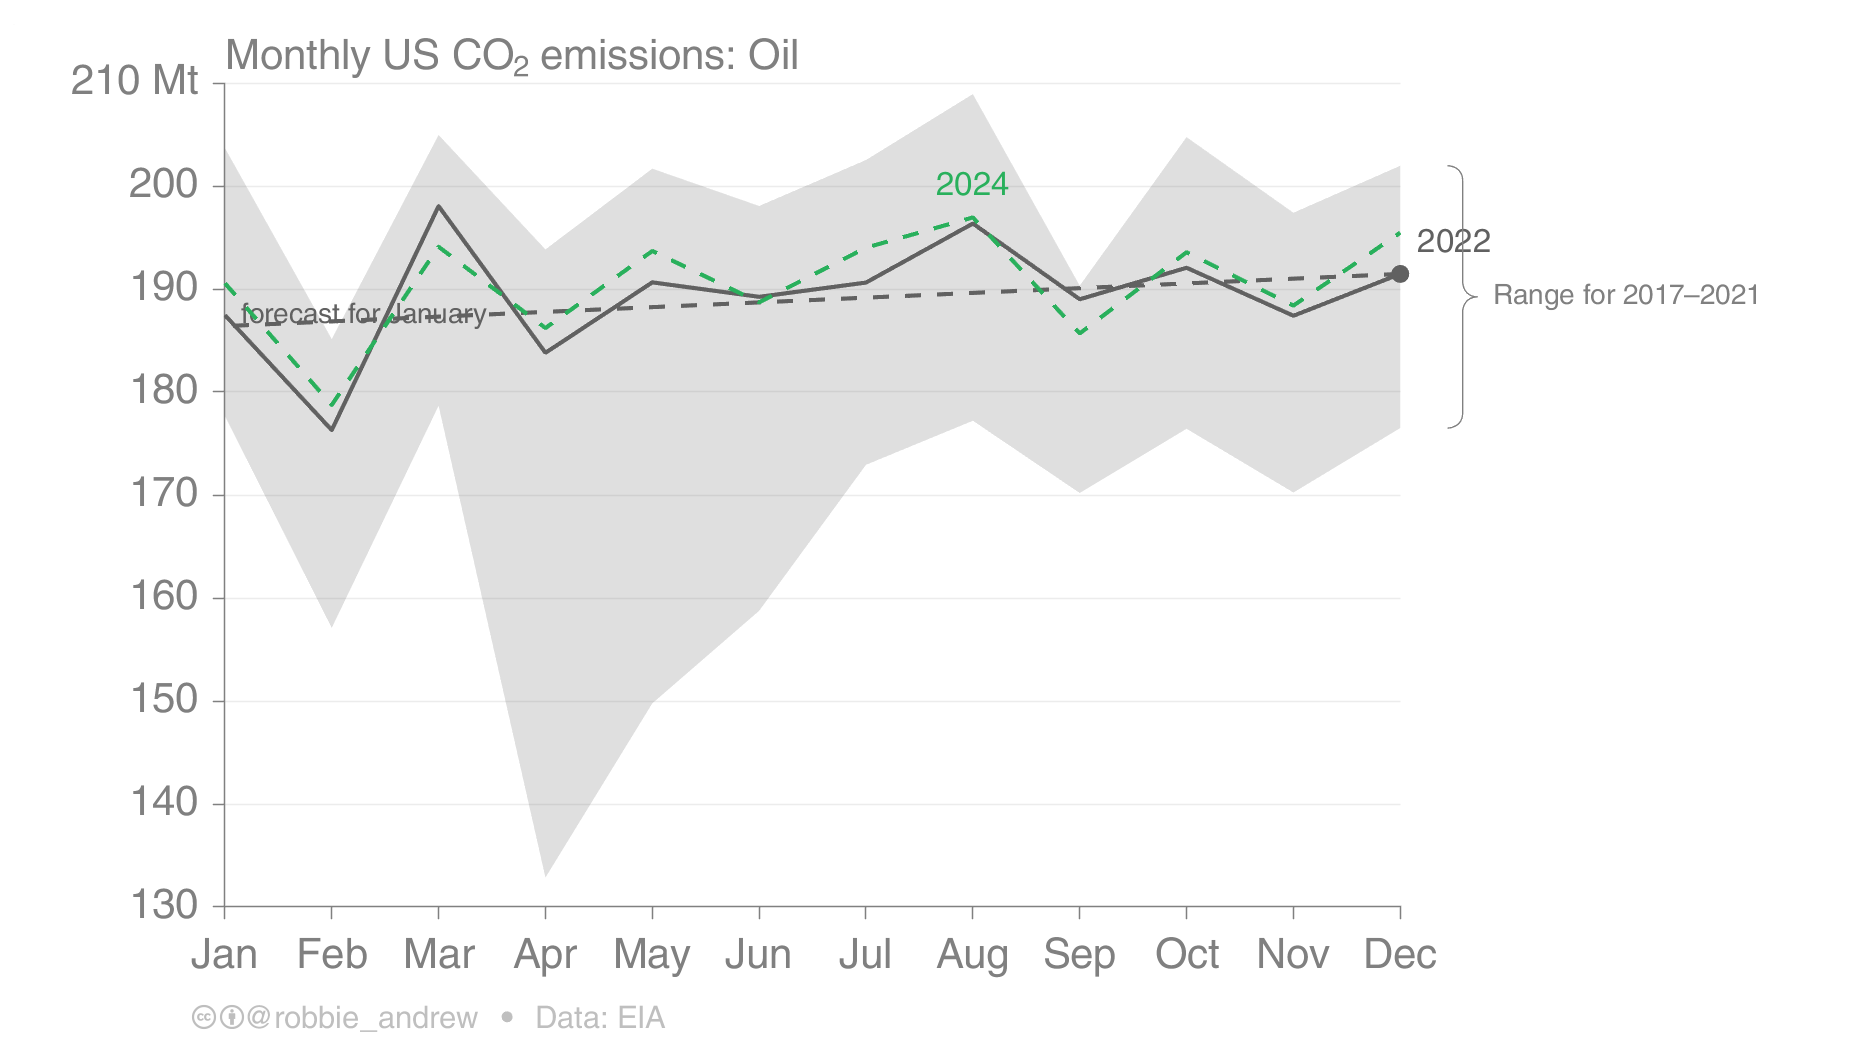 Monthly US CO₂ emissions: Oil
210 Mt
200
190
180
170
160
150
140
130
2024
2022
forecast for January
Range for 2017–2021
Jan Feb Mar Apr May Jun Jul Aug Sep Oct Nov Dec
@robbie_andrew • Data: EIA